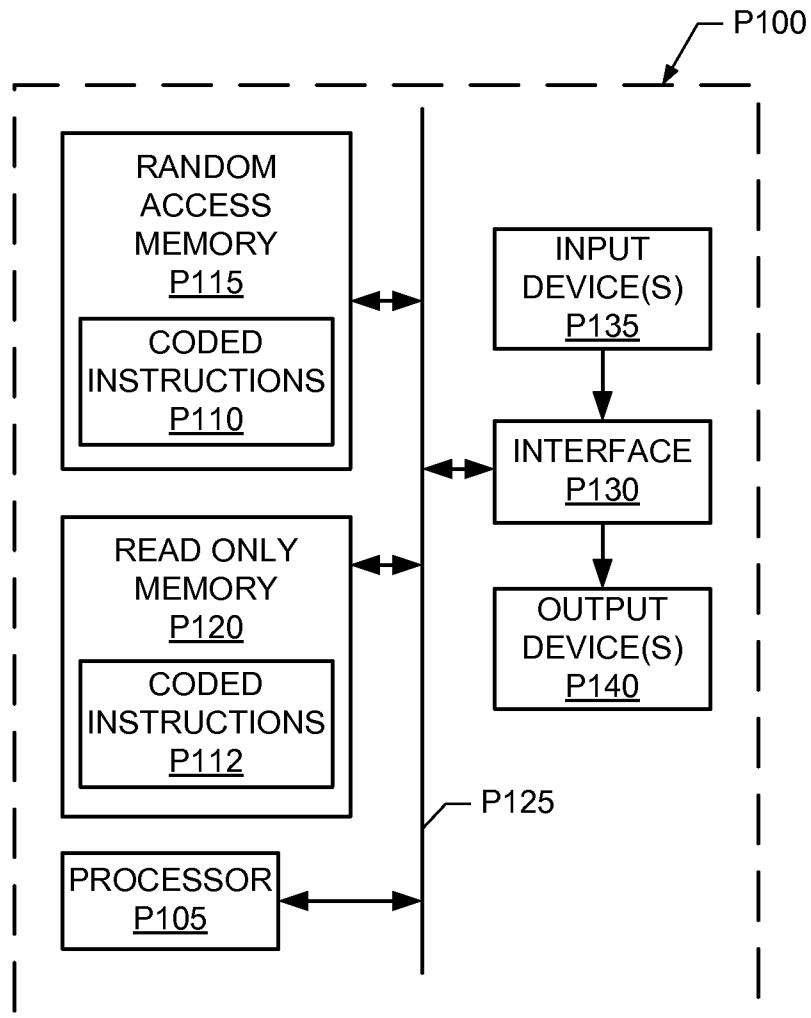 P100
RANDOM
ACCESS
MEMORY
P115
CODED
INSTRUCTIONS
P110
READ ONLY
MEMORY
P120
CODED
INSTRUCTIONS
P112
PROCESSOR
P105
INPUT
DEVICE(S)
P135
INTERFACE
P130
OUTPUT
DEVICE(S)
P140
P125